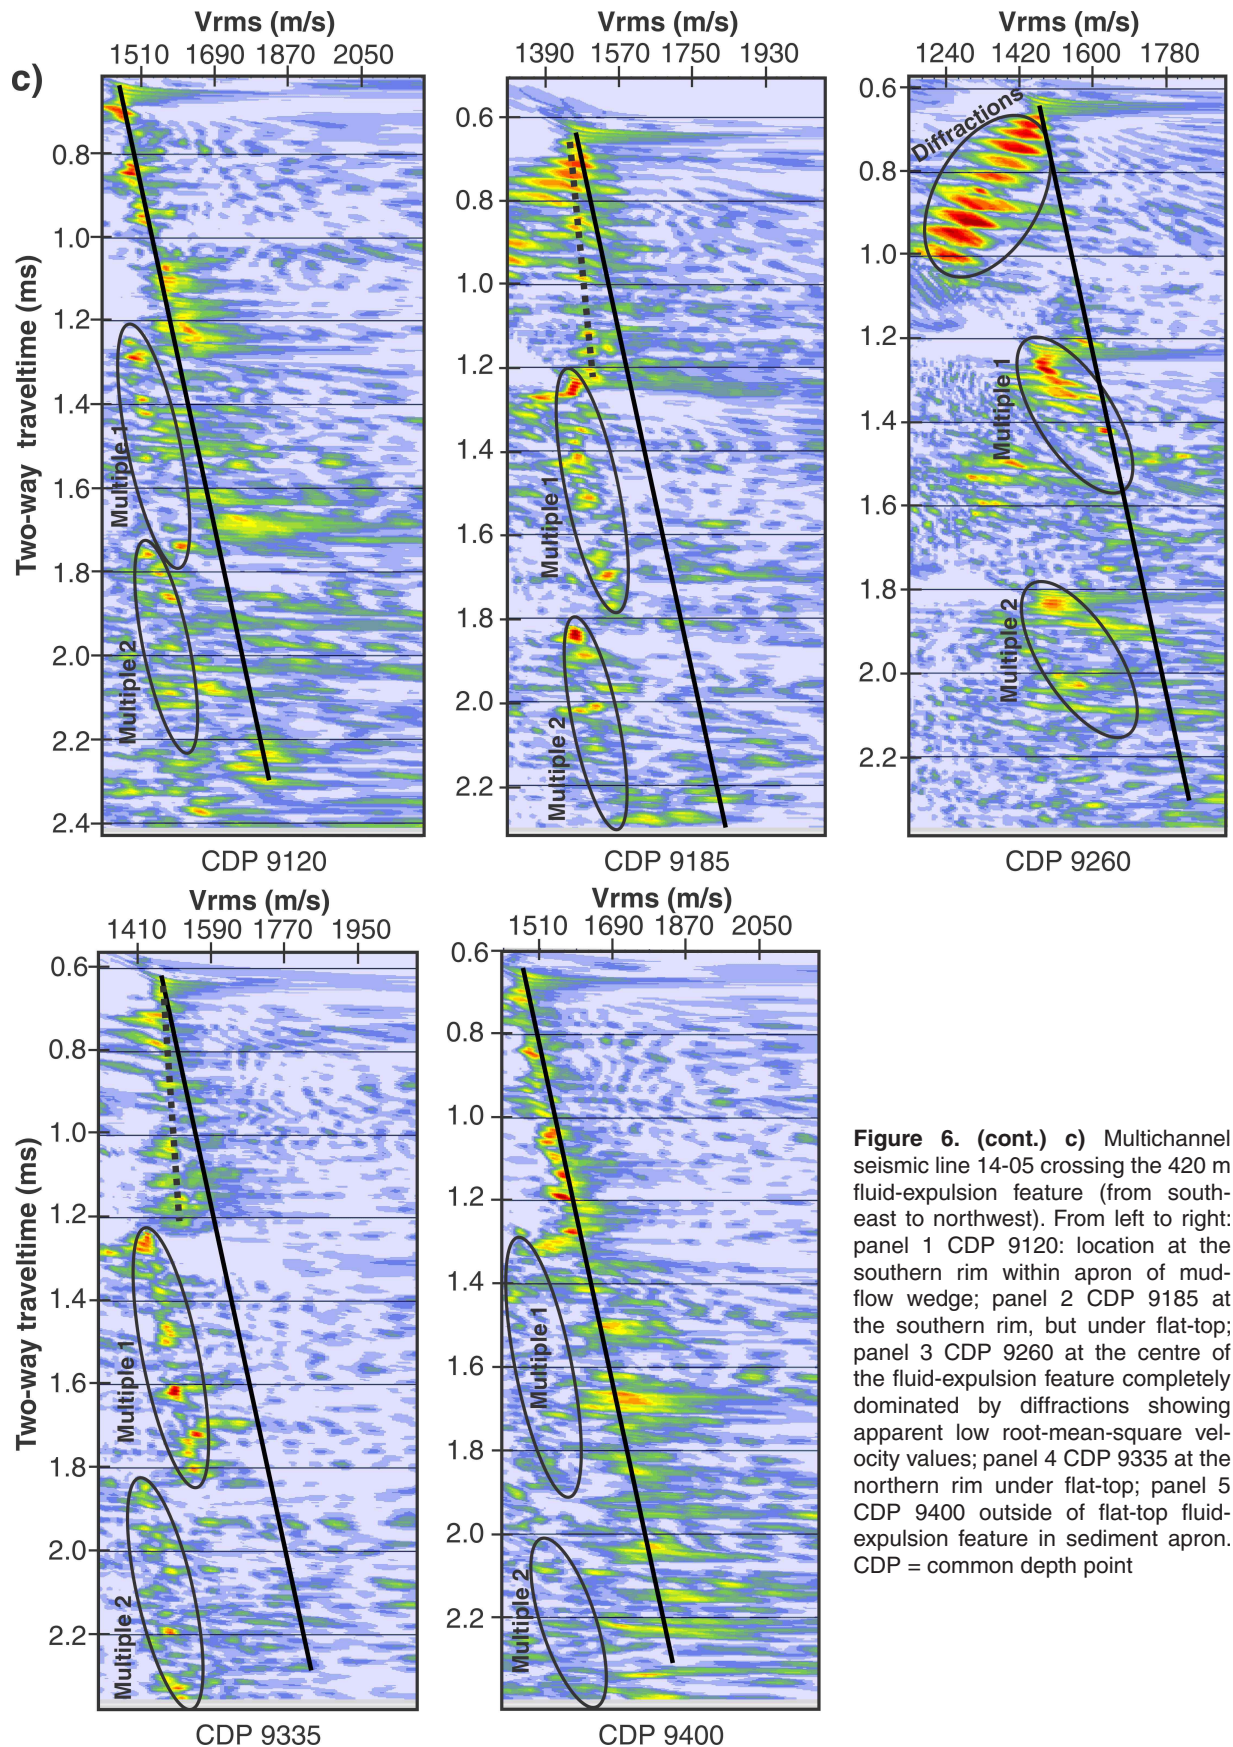 c)
Vrms (m/s)
1510 1690 1870 2050
0.8
1.0
1.2
1.4
1.6
1.8
2.0
2.2
2.4
Two-way traveltime (ms)
Multiple 1
Multiple 2
CDP 9120
Vrms (m/s)
1390 1570 1750 1930
0.6
0.8
1.0
1.2
1.4
1.6
1.8
2.0
2.2
Multiple 1
Multiple 2
CDP 9185
Vrms (m/s)
1240 1420 1600 1780
0.6
0.8
1.0
1.2
1.4
1.6
1.8
2.0
2.2
Diffractions
Multiple 1
Multiple 2
CDP 9260
Vrms (m/s)
1410 1590 1770 1950
0.6
0.8
1.0
1.2
1.4
1.6
1.8
2.0
2.2
Two-way traveltime (ms)
Multiple 1
Multiple 2
CDP 9335
Vrms (m/s)
1510 1690 1870 2050
0.6
0.8
1.0
1.2
1.4
1.6
1.8
2.0
2.2
Multiple 1
Multiple 2
CDP 9400
Figure 6. (cont.) c) Multichannel
seismic line 14-05 crossing the 420 m
fluid-expulsion feature (from south-
east to northwest). From left to right:
panel 1 CDP 9120: location at the
southern rim within apron of mud-
flow wedge; panel 2 CDP 9185 at
the southern rim, but under flat-top;
panel 3 CDP 9260 at the centre of
the fluid-expulsion feature completely
dominated by diffractions showing
apparent low root-mean-square vel-
ocity values; panel 4 CDP 9335 at the
northern rim under flat-top; panel 5
CDP 9400 outside of flat-top fluid-
expulsion feature in sediment apron.
CDP = common depth point